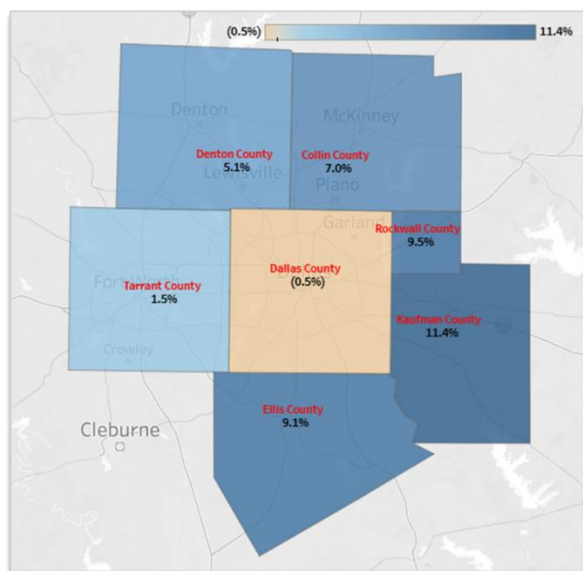 (0.5%) 11.4%
Denton
McKinney
Denton County
5.1%
Collin County
7.0%
Lewisville
Plano
Garland
Rockwall County
9.5%
Dallas County
(0.5%)
Fort Worth
Tarrant County
1.5%
Kaufman County
11.4%
Crowley
Ellis County
9.1%
Cleburne